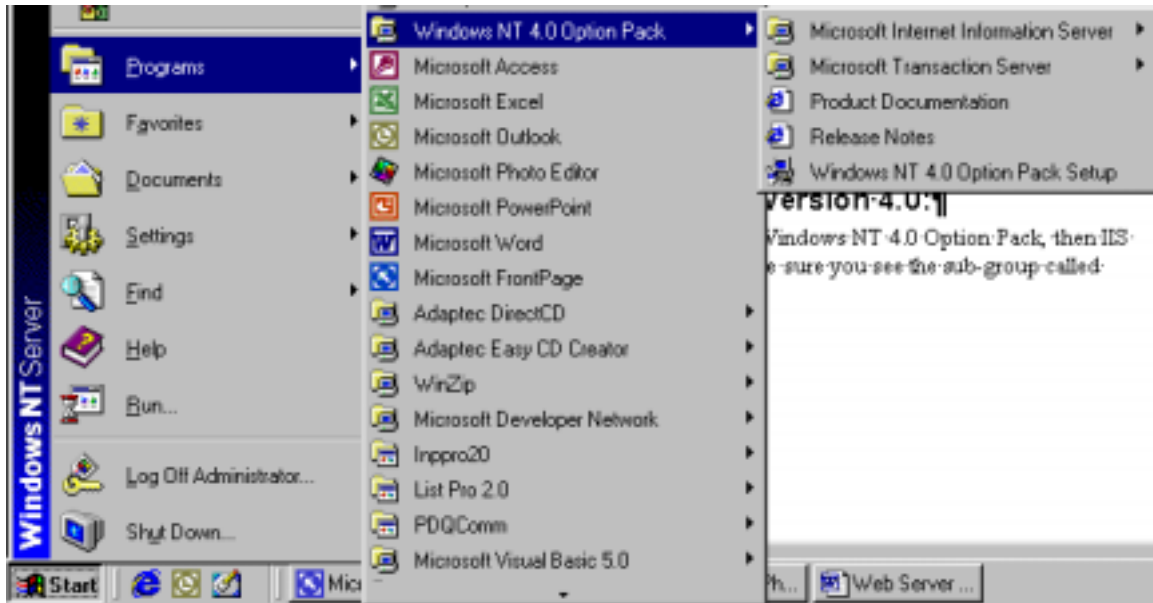 Windows NT Server
Programs
Favorites
Documents
Settings
Find
Help
Run...
Log Off Administrator...
Shut Down...
Windows NT 4.0 Option Pack
Microsoft Access
Microsoft Excel
Microsoft Outlook
Microsoft Photo Editor
Microsoft PowerPoint
Microsoft Word
Microsoft FrontPage
Adaptec DirectCD
Adaptec Easy CD Creator
WinZip
Microsoft Developer Network
Inppro20
List Pro 2.0
PDQComm
Microsoft Visual Basic 5.0
Microsoft Internet Information Server
Microsoft Transaction Server
Product Documentation
Release Notes
Windows NT 4.0 Option Pack Setup
Version·4.0:¶
Windows·NT·4.0·Option·Pack,·then·IIS·
e·sure·you·see·the·sub-group·called·
Start
Mic
Ph...
Web Server ...